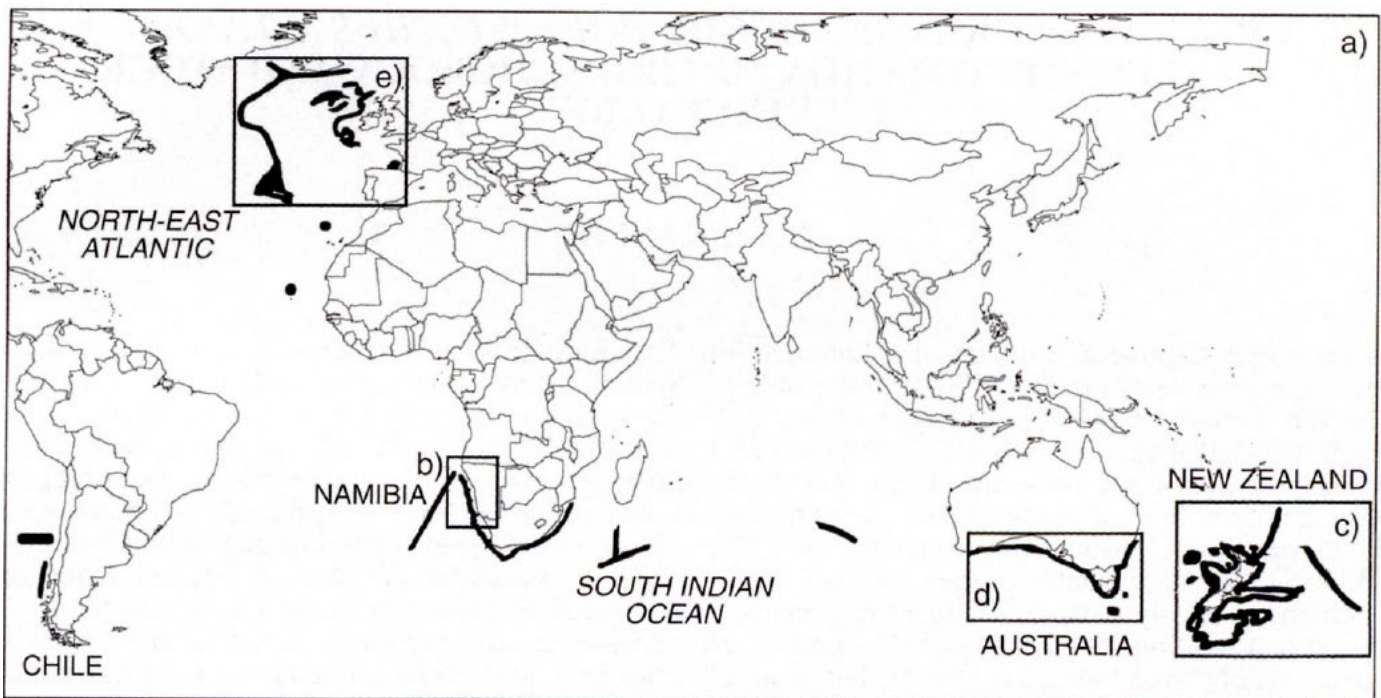 a)
e)
NORTH-EAST
ATLANTIC
b)
NAMIBIA
NEW ZEALAND
c)
SOUTH INDIAN
OCEAN
d)
AUSTRALIA
CHILE